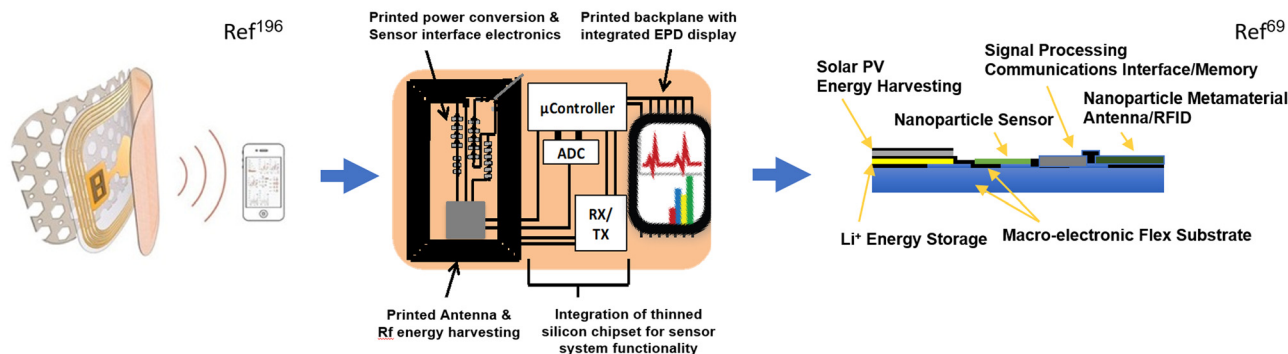 Ref196
Printed power conversion &
Sensor interface electronics
Printed backplane with
integrated EPD display
µController
ADC
RX/
TX
Printed Antenna &
Rf energy harvesting
Integration of thinned
silicon chipset for sensor
system functionality
Ref69
Solar PV
Energy Harvesting
Signal Processing
Communications Interface/Memory
Nanoparticle Sensor
Nanoparticle Metamaterial
Antenna/RFID
Li+ Energy Storage
Macro-electronic Flex Substrate